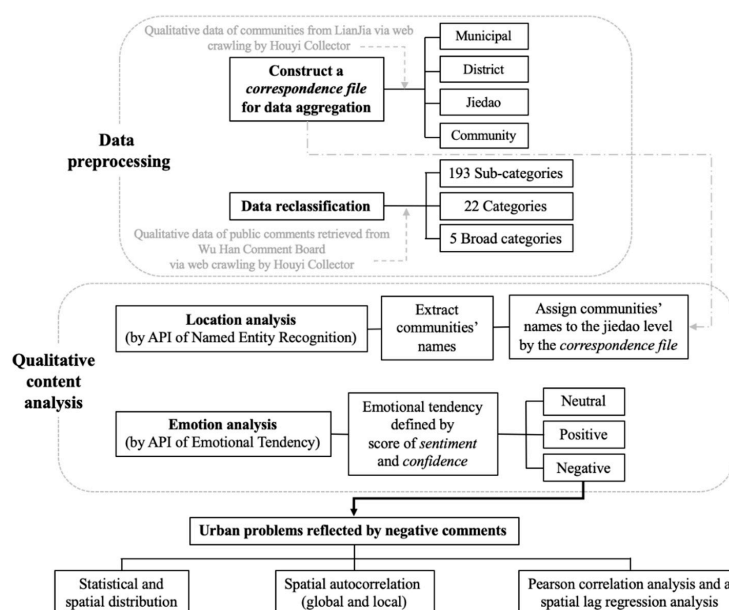 Qualitative data of communities from LianJia via web
crawling by Houyi Collector
Municipal
Construct a
correspondence file
for data aggregation
District
Jiedao
Community
Data
preprocessing
193 Sub-categories
Data reclassification
22 Categories
5 Broad categories
Qualitative data of public comments retrieved from
Wu Han Comment Board
via web crawling by Houyi Collector
Location analysis
(by API of Named Entity Recognition)
Extract
communities'
names
Assign communities'
names to the jiedao level
by the correspondence file
Qualitative
content
analysis
Emotion analysis
(by API of Emotional Tendency)
Emotional tendency
defined by
score of sentiment
and confidence
Neutral
Positive
Negative
Urban problems reflected by negative comments
Statistical and
spatial distribution
Spatial autocorrelation
(global and local)
Pearson correlation analysis and a
spatial lag regression analysis